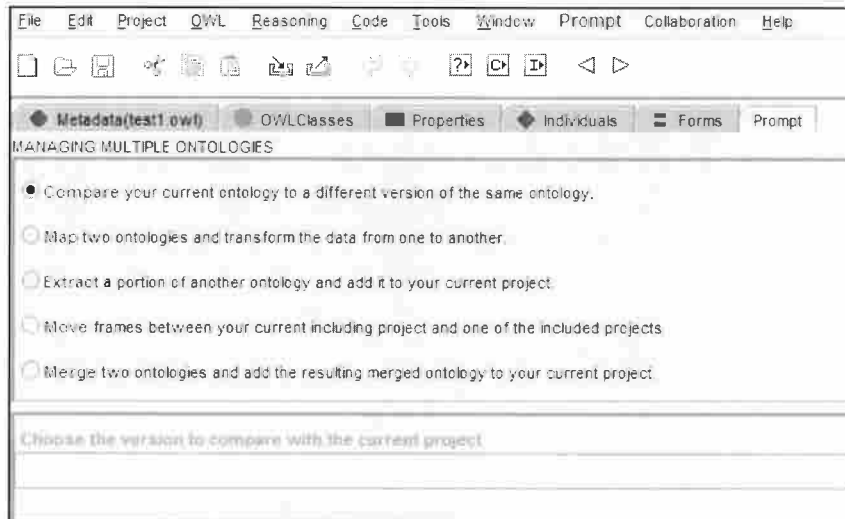 File Edit Project OWL Reasoning Code Tools Window Prompt Collaboration Help
Metadata(test1.owl) OWLClasses Properties Individuals Forms Prompt
MANAGING MULTIPLE ONTOLOGIES
Compare your current ontology to a different version of the same ontology.
Map two ontologies and transform the data from one to another.
Extract a portion of another ontology and add it to your current project
Move frames between your current including project and one of the included projects
Merge two ontologies and add the resulting merged ontology to your current project
Choose the version to compare with the current project